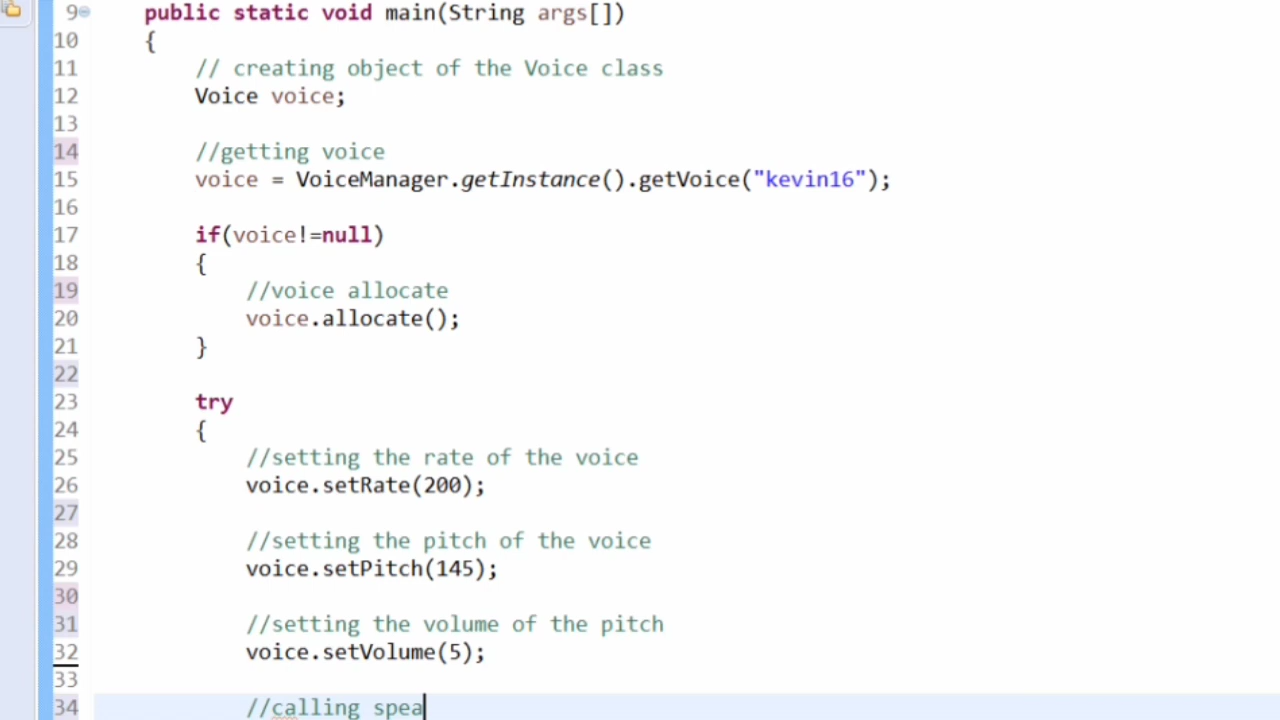 9 public static void main(String args[])
10 {
11 // creating object of the Voice class
12 Voice voice;
13
14 //getting voice
15 voice = VoiceManager.getInstance().getVoice("kevin16");
16
17 if(voice!=null)
18 {
19 //voice allocate
20 voice.allocate();
21 }
22
23 try
24 {
25 //setting the rate of the voice
26 voice.setRate(200);
27
28 //setting the pitch of the voice
29 voice.setPitch(145);
30
31 //setting the volume of the pitch
32 voice.setVolume(5);
33
34 //calling spea